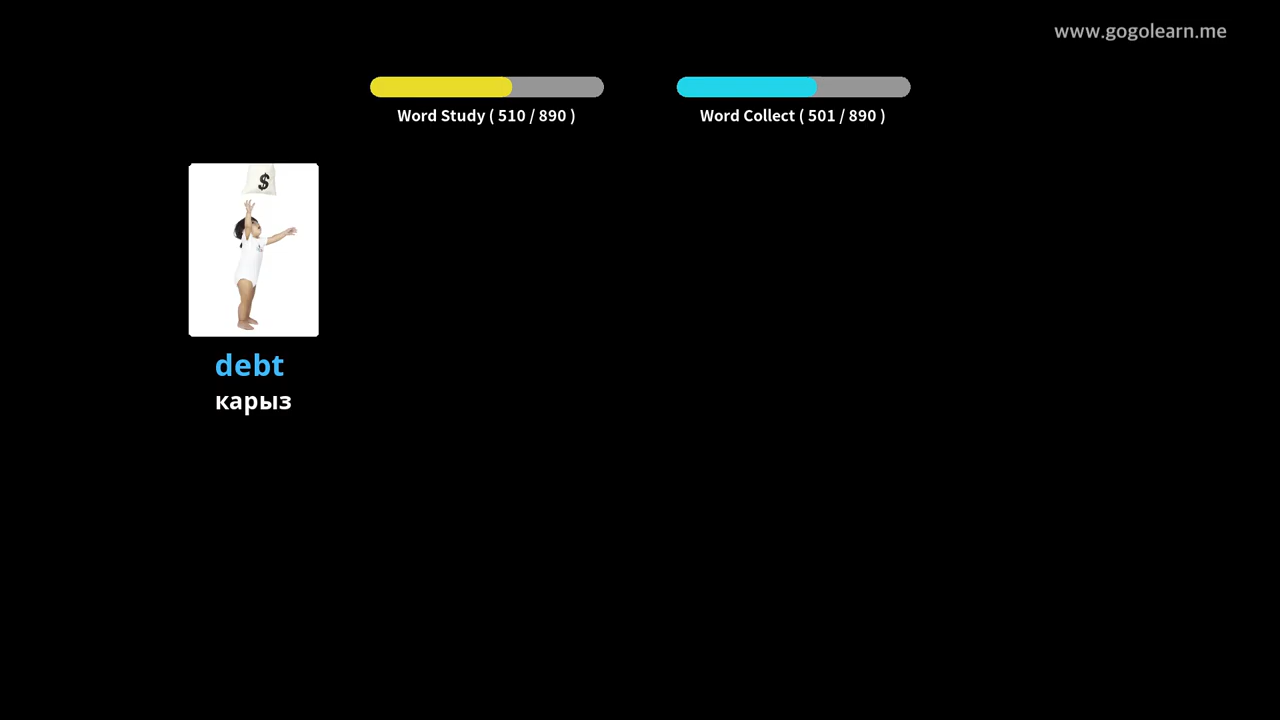 www.gogolearn.me
Word Study ( 510 / 890 )
Word Collect ( 501 / 890 )
$
debt
карыз